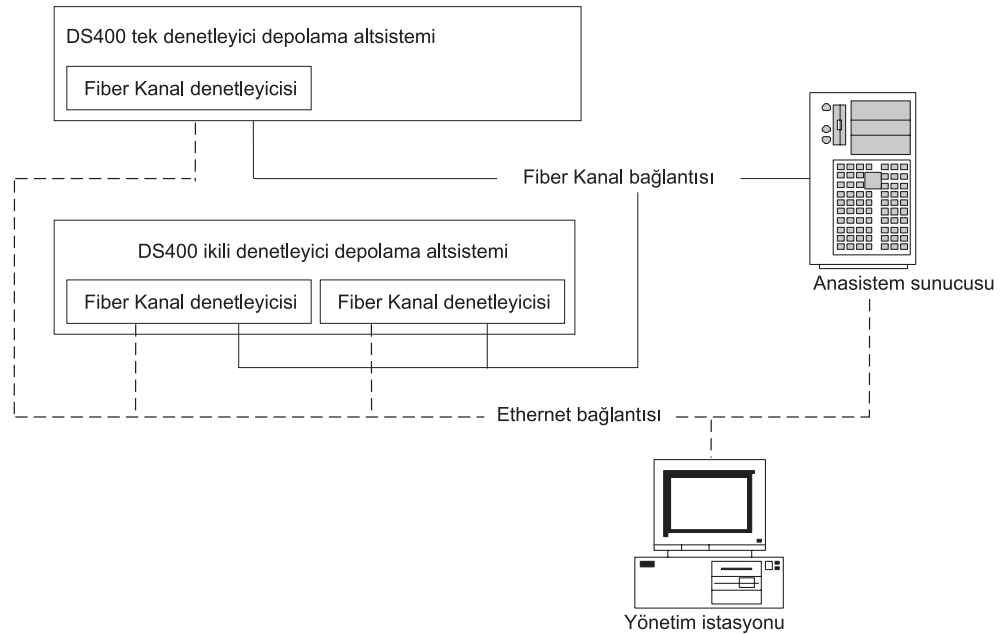 DS400 tek denetleyici depolama altsistemi
Fiber Kanal denetleyicisi
Fiber Kanal bağlantısı
DS400 ikili denetleyici depolama altsistemi
Fiber Kanal denetleyicisi
Fiber Kanal denetleyicisi
Anasistem sunucusu
Ethernet bağlantısı
Yönetim istasyonu